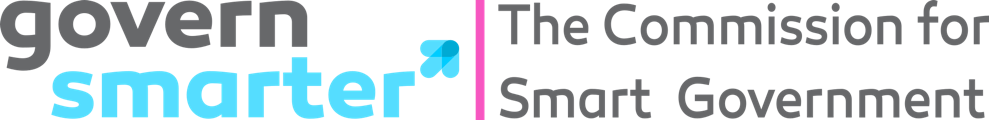 govern
smarter
The Commission for
Smart Government